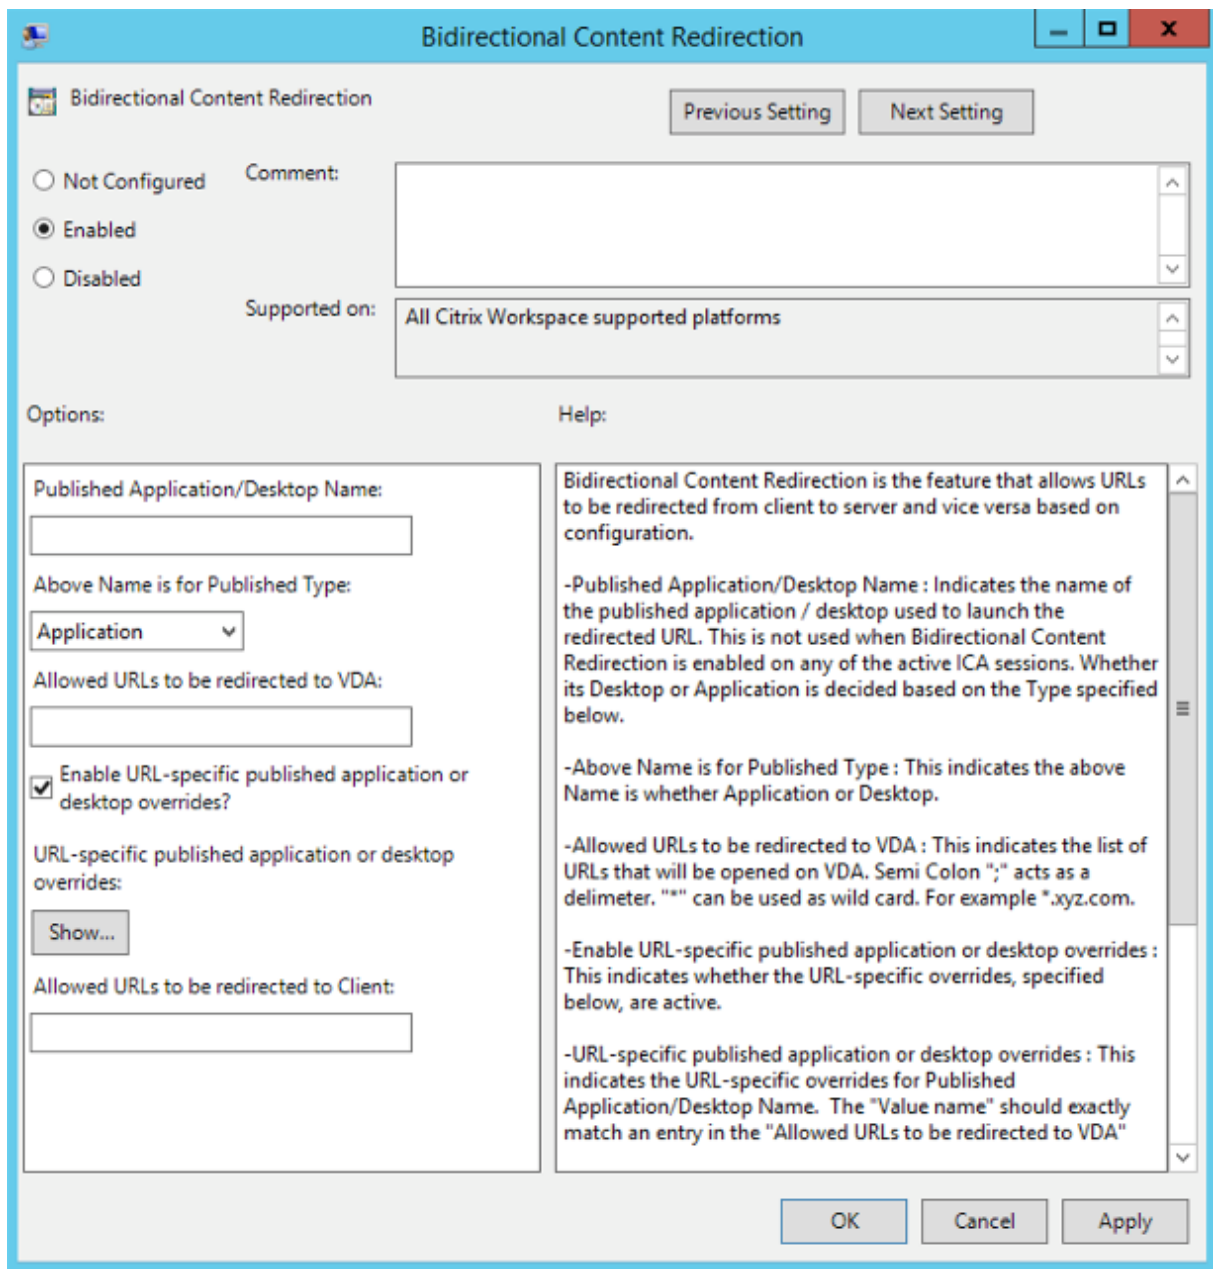 Bidirectional Content Redirection
Bidirectional Content Redirection
Previous Setting
Next Setting
Not Configured
Enabled
Disabled
Comment:
Supported on:
All Citrix Workspace supported platforms
Options:
Help:
Published Application/Desktop Name:
Above Name is for Published Type:
Application
Allowed URLs to be redirected to VDA:
Enable URL-specific published application or
desktop overrides?
URL-specific published application or desktop
overrides:
Show...
Allowed URLs to be redirected to Client:
Bidirectional Content Redirection is the feature that allows URLs
to be redirected from client to server and vice versa based on
configuration.
-Published Application/Desktop Name : Indicates the name of
the published application / desktop used to launch the
redirected URL. This is not used when Bidirectional Content
Redirection is enabled on any of the active ICA sessions. Whether
its Desktop or Application is decided based on the Type specified
below.
-Above Name is for Published Type : This indicates the above
Name is whether Application or Desktop.
-Allowed URLs to be redirected to VDA : This indicates the list of
URLs that will be opened on VDA. Semi Colon ";" acts as a
delimeter. "*" can be used as wild card. For example *.xyz.com.
-Enable URL-specific published application or desktop overrides :
This indicates whether the URL-specific overrides, specified
below, are active.
-URL-specific published application or desktop overrides : This
indicates the URL-specific overrides for Published
Application/Desktop Name.  The "Value name" should exactly
match an entry in the "Allowed URLs to be redirected to VDA"
OK
Cancel
Apply